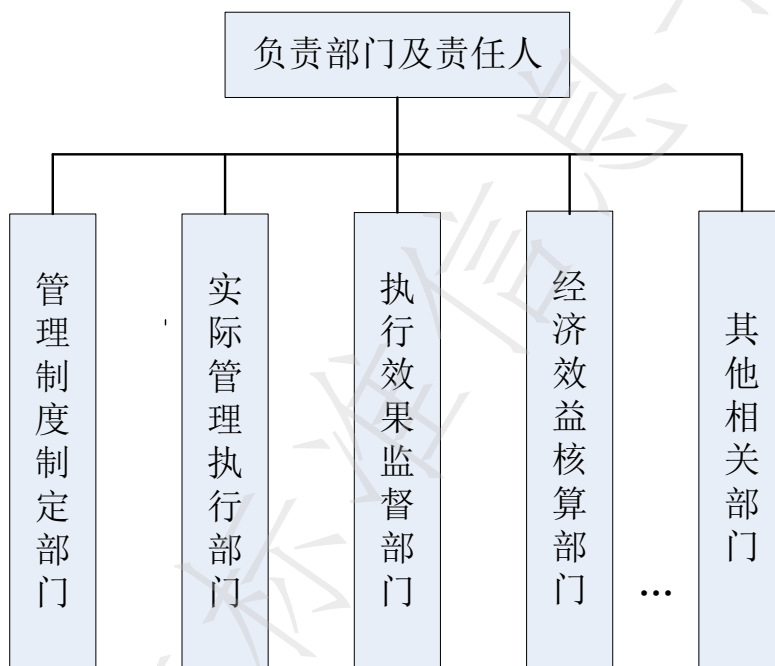 负责部门及责任人
管理制度制定部门
实际管理执行部门
执行效果监督部门
经济效益核算部门
...
其他相关部门